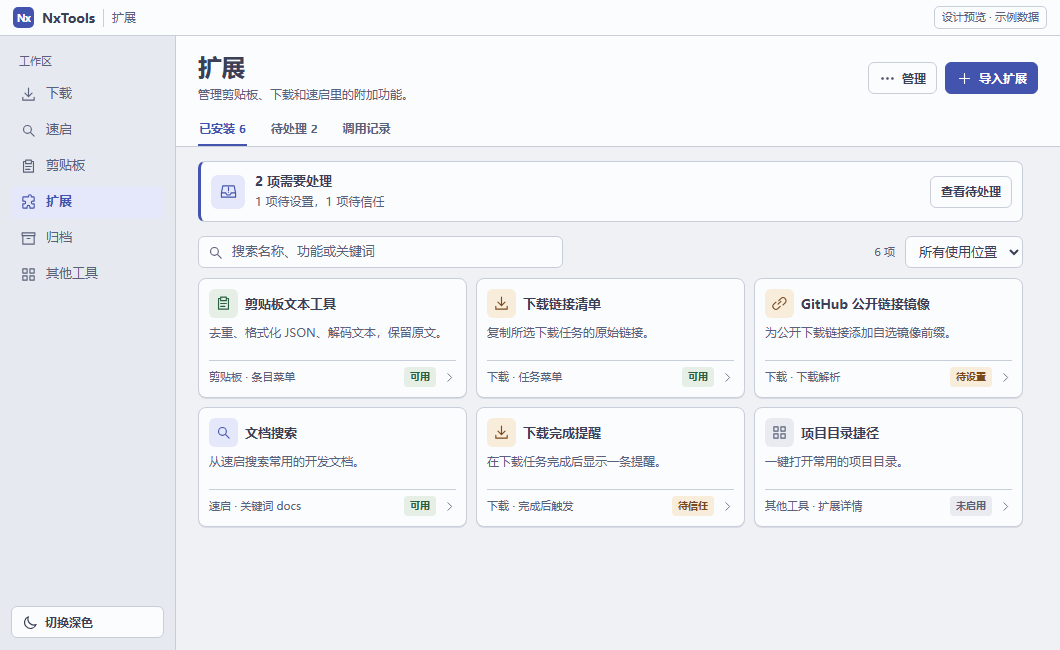 Nx NxTools 扩展 设计预览 · 示例数据
工作区
下载
速启
剪贴板
扩展
归档
其他工具
切换深色
扩展
管理剪贴板、下载和速启里的附加功能。
··· 管理
+ 导入扩展
已安装 6 待处理 2 调用记录
2 项需要处理
1 项待设置，1 项待信任
查看待处理
搜索名称、功能或关键词
6 项 所有使用位置
剪贴板文本工具
去重、格式化 JSON、解码文本，保留原文。
剪贴板 · 条目菜单 可用
下载链接清单
复制所选下载任务的原始链接。
下载 · 任务菜单 可用
GitHub 公开链接镜像
为公开下载链接添加自选镜像前缀。
下载 · 下载解析 待设置
文档搜索
从速启搜索常用的开发文档。
速启 · 关键词 docs 可用
下载完成提醒
在下载任务完成后显示一条提醒。
下载 · 完成后触发 待信任
项目目录捷径
一键打开常用的项目目录。
其他工具 · 扩展详情 未启用